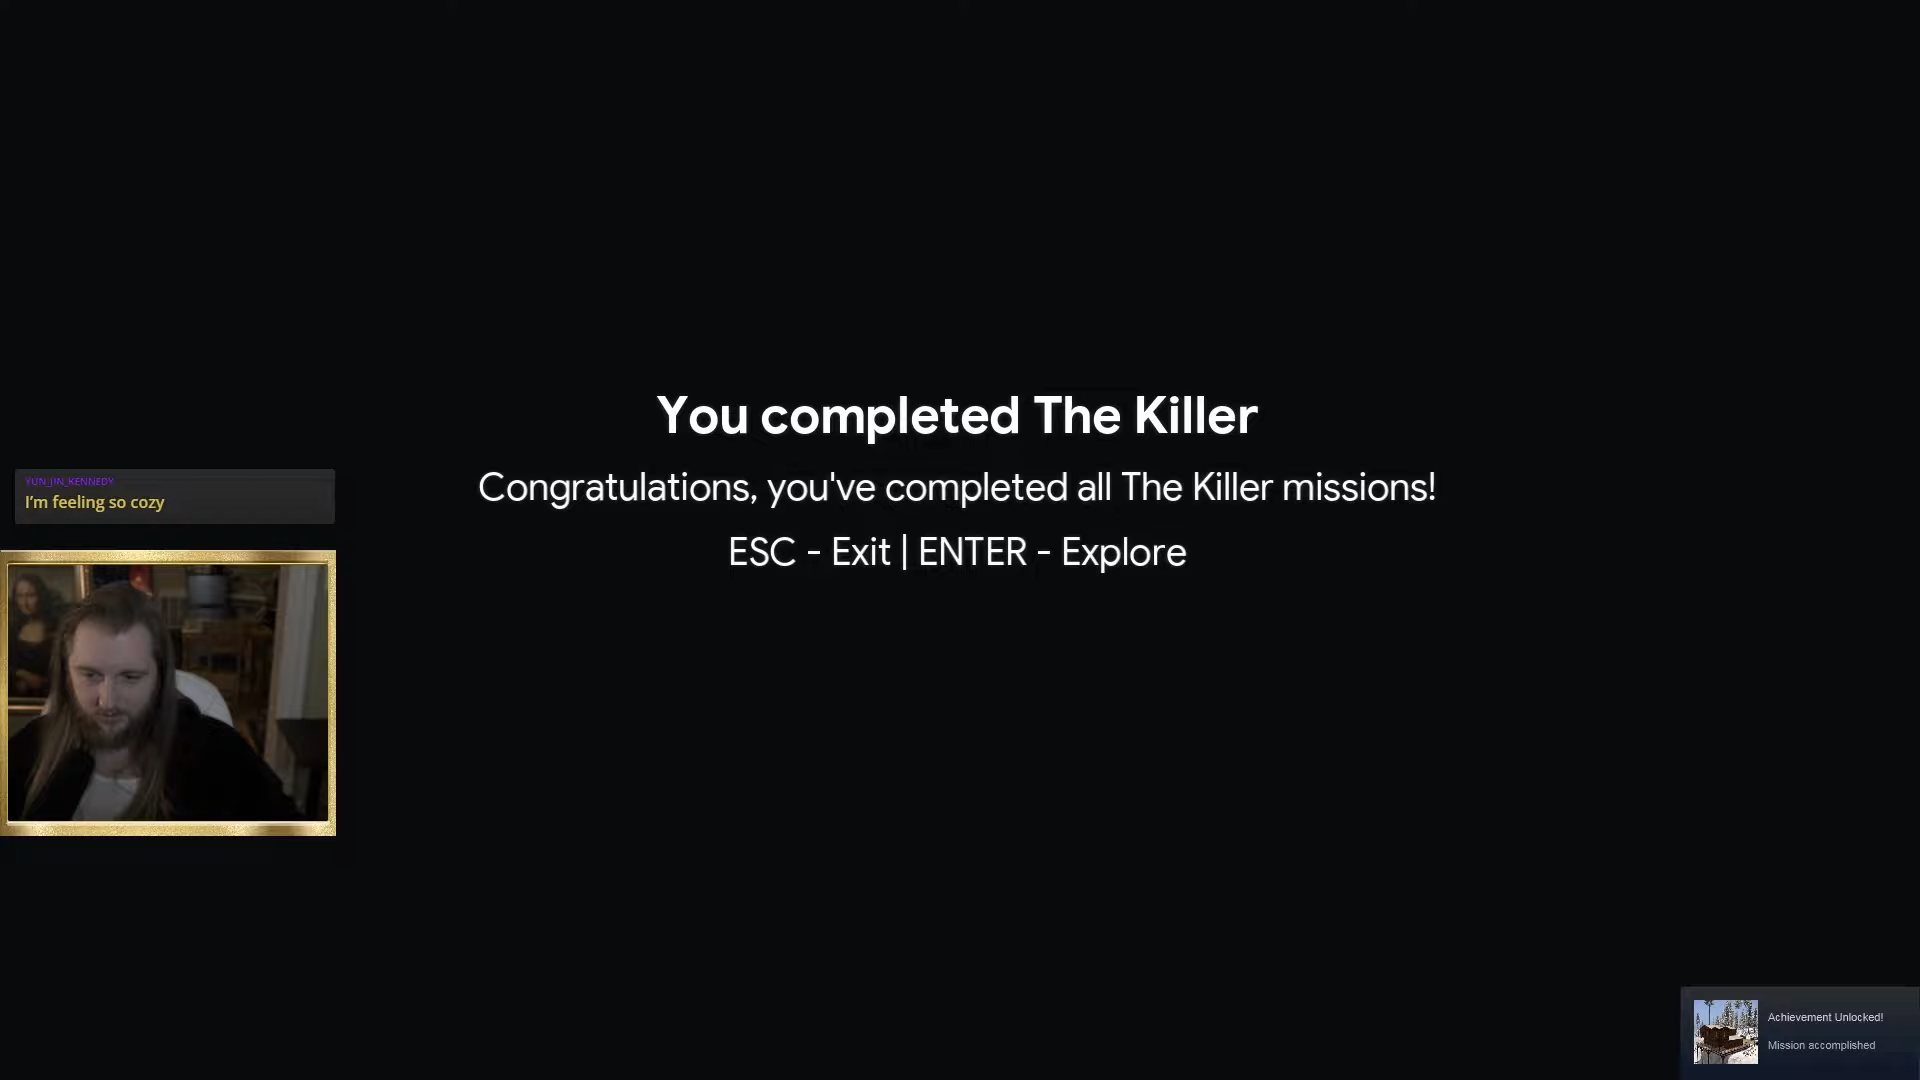 You completed The Killer
Congratulations, you've completed all The Killer missions!
ESC - Exit | ENTER - Explore
YUN_JIN_KENNEDY
I'm feeling so cozy
Achievement Unlocked!
Mission accomplished